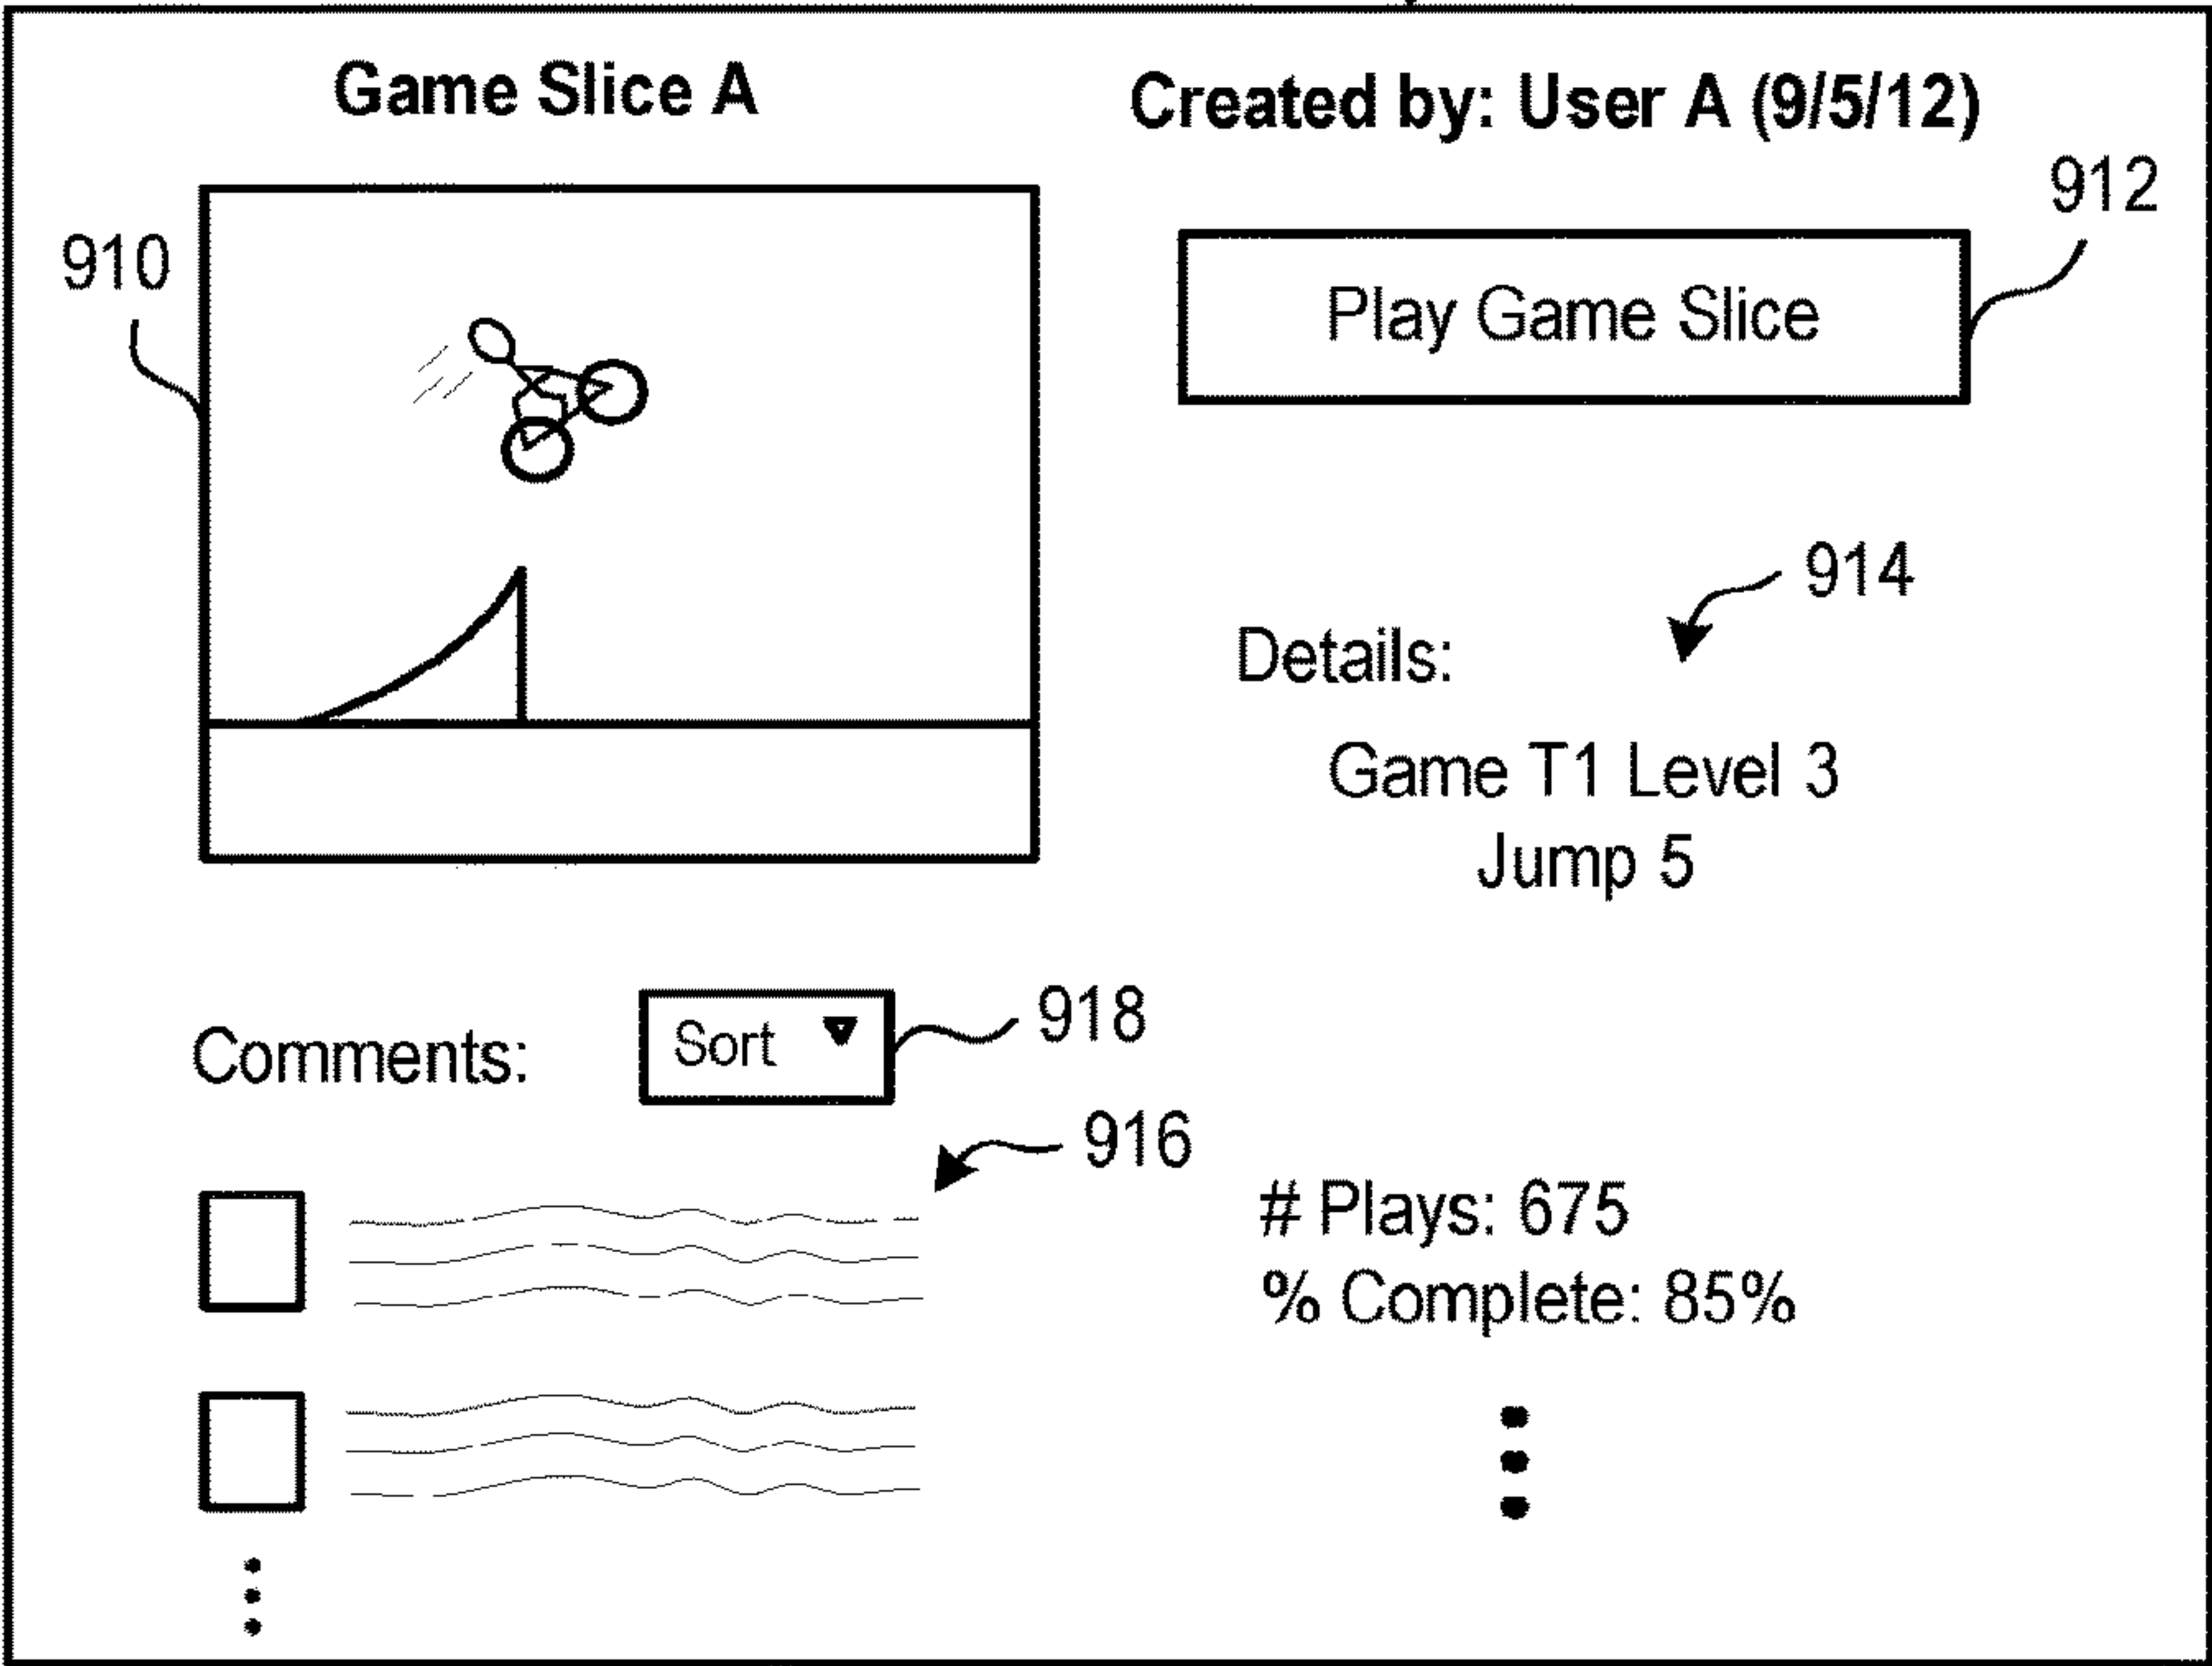 Game Slice A
Created by: User A (9/5/12)
910
912
Play Game Slice
914
Details:
Game T1 Level 3
Jump 5
Comments:
Sort
918
916
# Plays: 675
% Complete: 85%